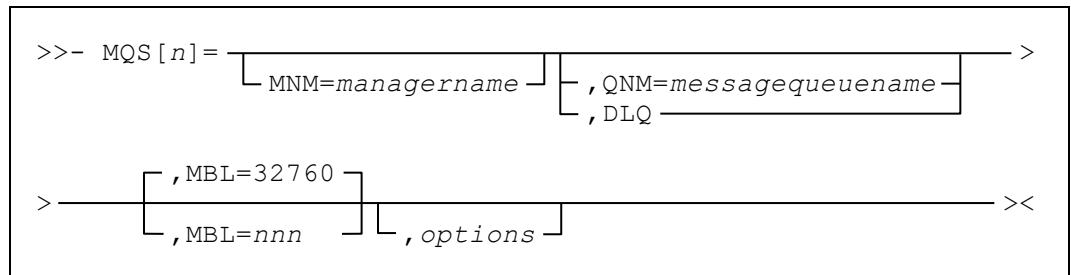 >>- MQS[n]= >
MNM=managername ,QNM=messagequeuename
,DLQ
,MBL=32760
> ><
,MBL=nnn ,options